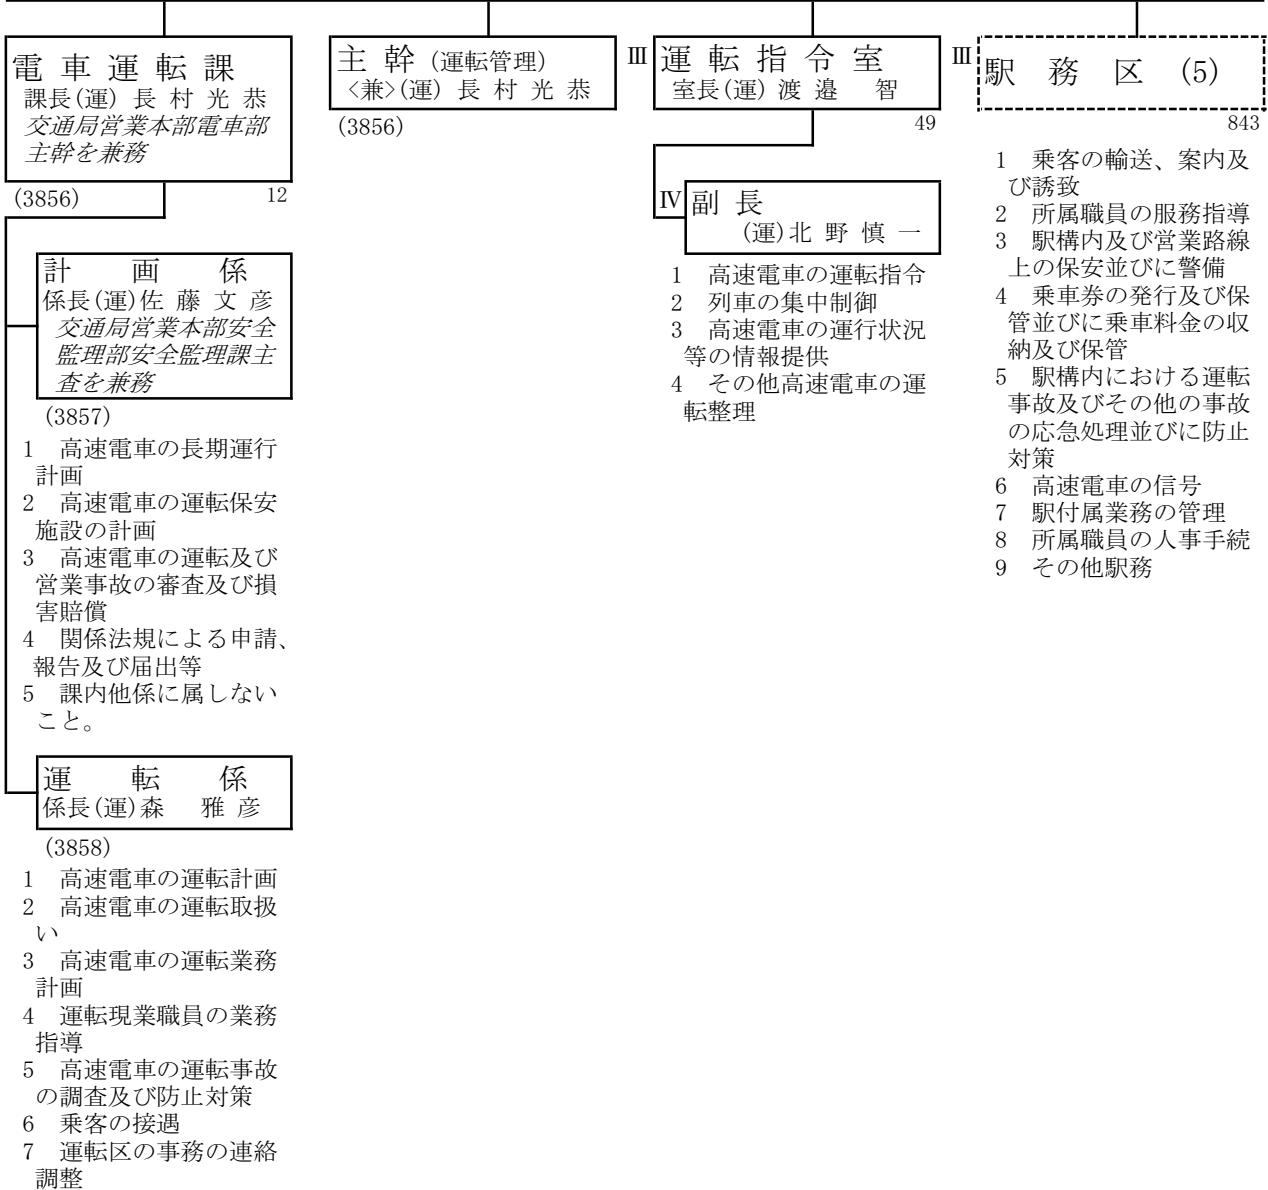 電車運転課
課長(運) 長村光恭
交通局営業本部電車部
主幹を兼務
(3856)
12
計画係
係長(運)佐藤文彦
交通局営業本部安全
監理部安全監理課主
査を兼務
(3857)
1 高速電車の長期運行
計画
2 高速電車の運転保安
施設の計画
3 高速電車の運転及び
営業事故の審査及び損
害賠償
4 関係法規による申請、
報告及び届出等
5 課内他係に属しない
こと。
運転係
係長(運)森 雅彦
(3858)
1 高速電車の運転計画
2 高速電車の運転取扱
い
3 高速電車の運転業務
計画
4 運転現業職員の業務
指導
5 高速電車の運転事故
の調査及び防止対策
6 乗客の接遇
7 運転区の事務の連絡
調整
主幹(運転管理)
<兼>(運) 長村光恭
(3856)
Ⅲ 運転指令室
室長(運) 渡邉 智
49
Ⅳ 副長
(運)北野慎一
1 高速電車の運転指令
2 列車の集中制御
3 高速電車の運行状況
等の情報提供
4 その他高速電車の運
転整理
Ⅲ 駅務区 (5)
843
1 乗客の輸送、案内及
び誘致
2 所属職員の服務指導
3 駅構内及び営業路線
上の保安並びに警備
4 乗車券の発行及び保
管並びに乗車料金の収
納及び保管
5 駅構内における運転
事故及びその他の事故
の応急処理並びに防止
対策
6 高速電車の信号
7 駅付属業務の管理
8 所属職員の人事手続
9 その他駅務